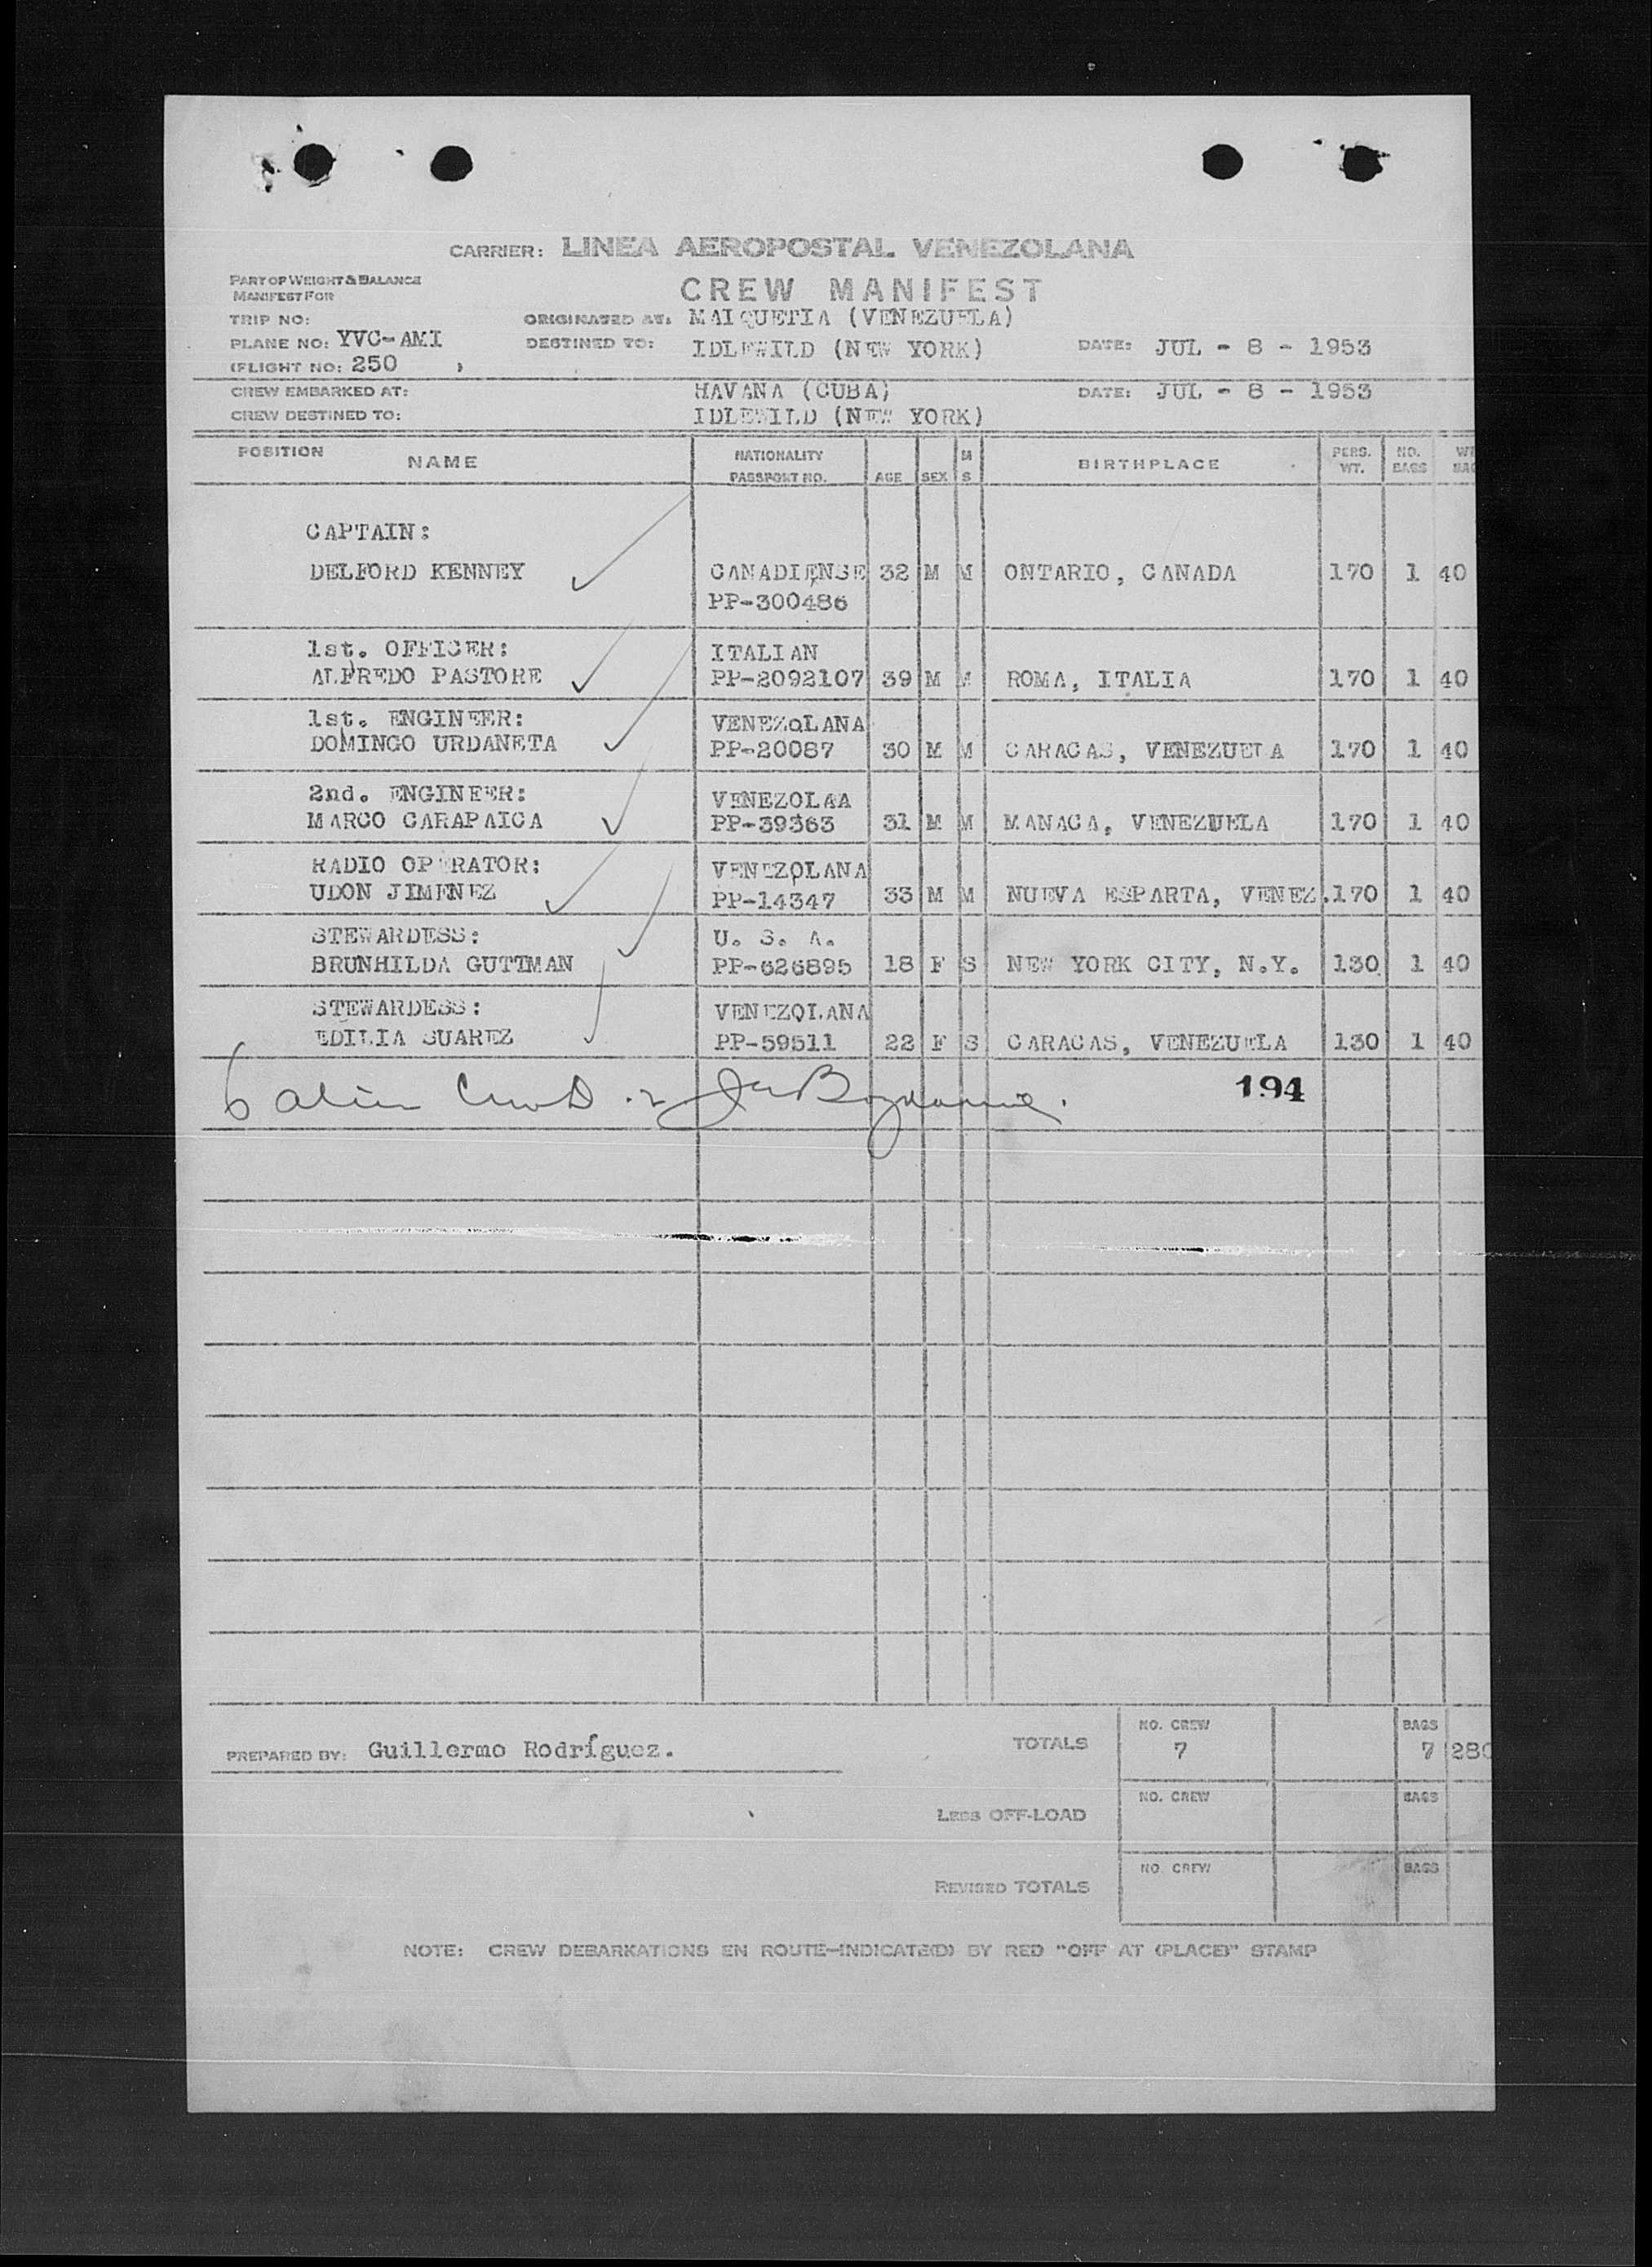 CARRIER: LINEA AEROPOSTAL VENEZOLANA
PART OF WEIGHT & BALANCE
MANIFEST FOR
CREW MANIFEST
TRIP NO:
ORIGINATED AT: MAIQUETIA (VENEZUELA)
PLANE NO: YVC-AMI
DESTINED TO: IDLEWILD (NEW YORK) DATE: JUL - 8 - 1953
(FLIGHT NO: 250 )
CREW EMBARKED AT: HAVANA (CUBA) DATE: JUL - 8 - 1953
CREW DESTINED TO: IDLEWILD (NEW YORK)
POSITION NAME NATIONALITY PASSPORT NO. AGE SEX M S BIRTHPLACE PERS. WT. NO. BAGS
CAPTAIN:
DELFORD KENNEY CANADIENSE 32 M M ONTARIO, CANADA 170 1 40
PP-300486
1st. OFFICER: ITALIAN
ALFREDO PASTORE PP-2092107 39 M M ROMA, ITALIA 170 1 40
1st. ENGINEER: VENEZOLANA
DOMINGO URDANETA PP-20087 30 M M CARACAS, VENEZUELA 170 1 40
2nd. ENGINEER: VENEZOLAA
MARCO CARAPAICA PP-39363 31 M M MANACA, VENEZUELA 170 1 40
RADIO OPERATOR: VENEZOLANA
UDON JIMENEZ PP-14347 33 M M NUEVA ESPARTA, VENEZ. 170 1 40
STEWARDESS: U. S. A.
BRUNHILDA GUTTMAN PP-626895 18 F S NEW YORK CITY, N.Y. 130 1 40
STEWARDESS: VENEZOLANA
EDILIA SUAREZ PP-59511 22 F S CARACAS, VENEZUELA 130 1 40
6 alien 194
NO. CREW BAGS
PREPARED BY: Guillermo Rodríguez. TOTALS 7 7 280
NO. CREW BAGS
LESS OFF-LOAD
NO. CREW BAGS
REVISED TOTALS
NOTE: CREW DEBARKATIONS EN ROUTE—INDICATE(D) BY RED "OFF AT (PLACE)" STAMP